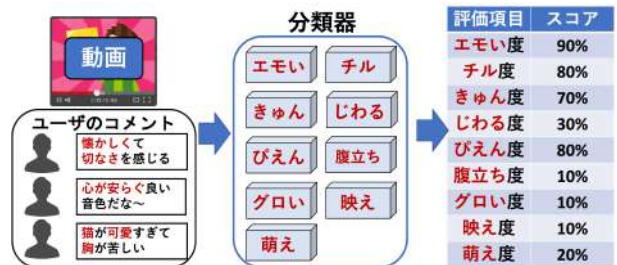 動画
ユーザのコメント
懐かしくて
切なさを感じる
心が安らぐ良い
音色だな～
猫が可愛すぎて
胸が苦しい
分類器
エモい
チル
きゅん
じわる
ぴえん
腹立ち
グロい
映え
萌え
評価項目 スコア
エモい度 90%
チル度 80%
きゅん度 70%
じわる度 30%
ぴえん度 80%
腹立ち度 10%
グロい度 10%
映え度 10%
萌え度 20%